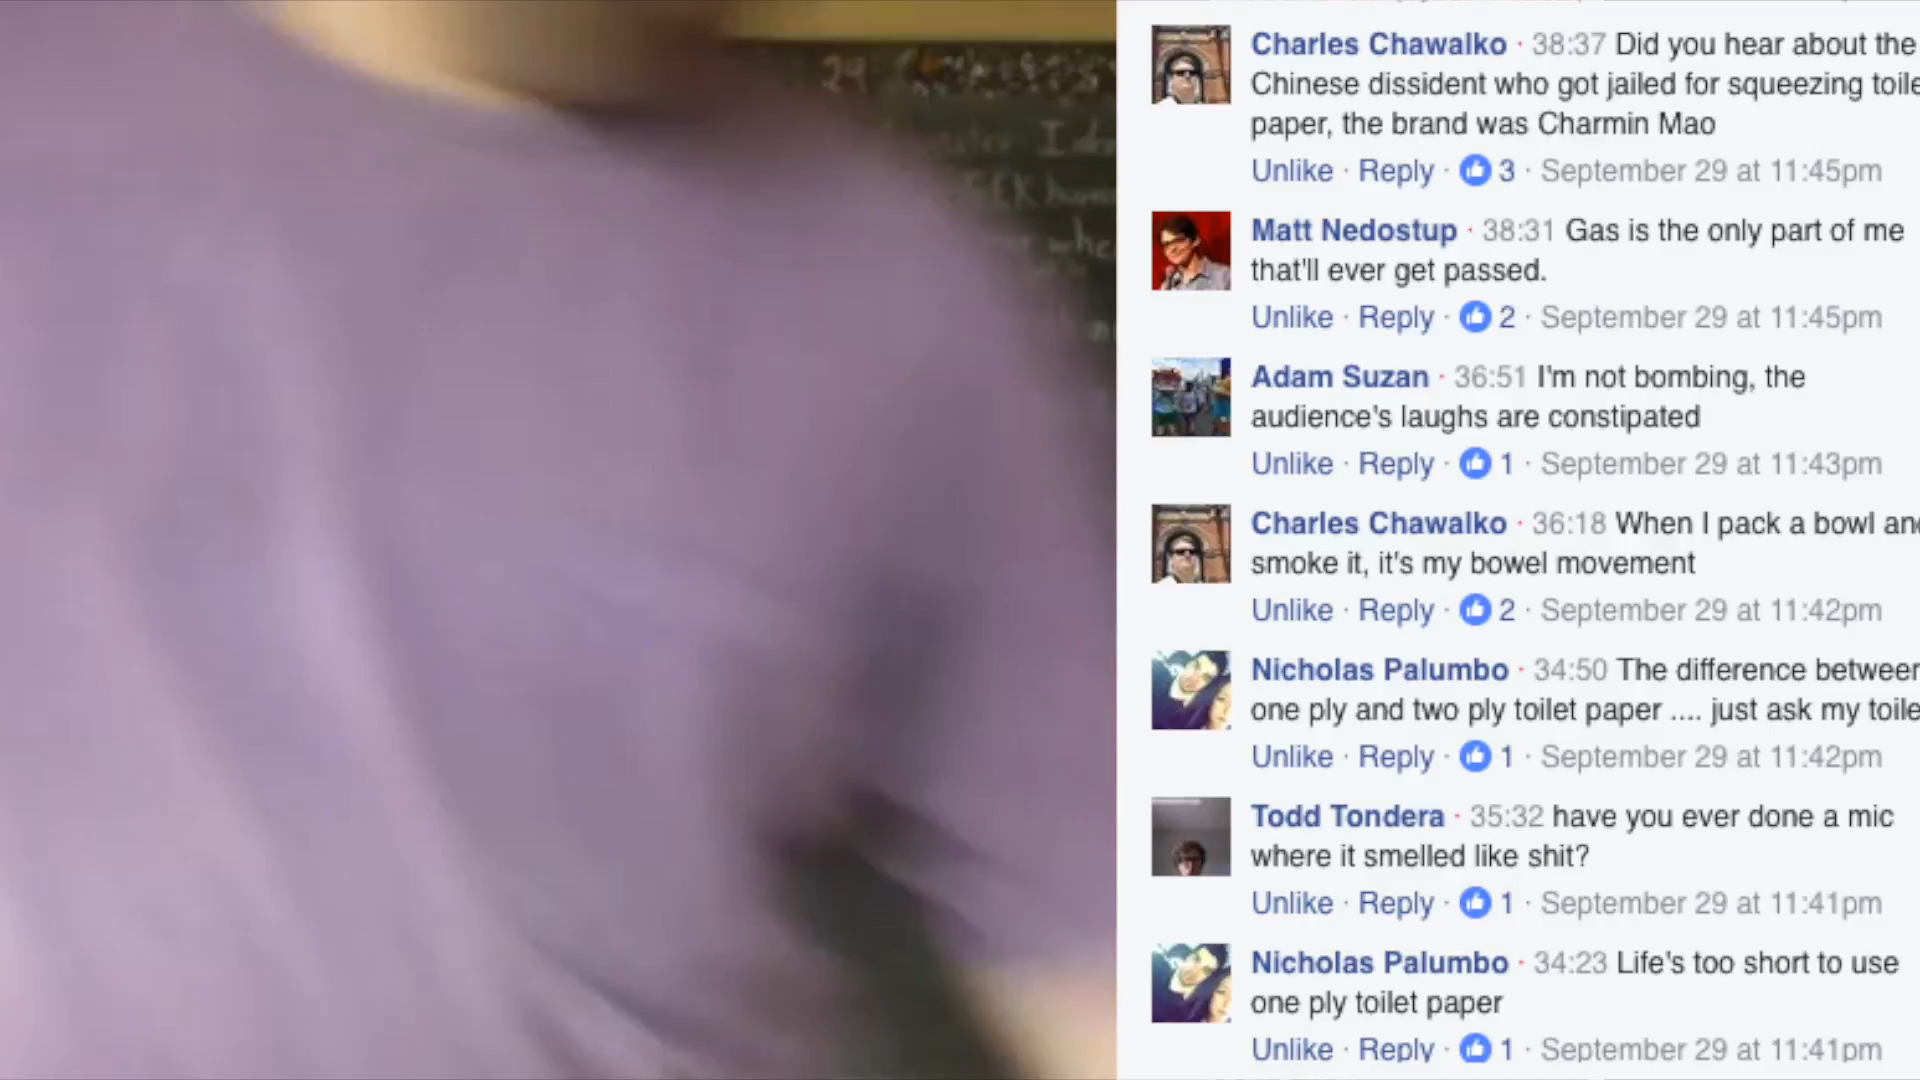 24
Charles Chawalko · 38:37 Did you hear about the
Chinese dissident who got jailed for squeezing toile
paper, the brand was Charmin Mao
Unlike · Reply · 3 · September 29 at 11:45pm
Matt Nedostup · 38:31 Gas is the only part of me
that'll ever get passed.
Unlike · Reply · 2 · September 29 at 11:45pm
Adam Suzan · 36:51 I'm not bombing, the
audience's laughs are constipated
Unlike · Reply · 1 · September 29 at 11:43pm
Charles Chawalko · 36:18 When I pack a bowl and
smoke it, it's my bowel movement
Unlike · Reply · 2 · September 29 at 11:42pm
Nicholas Palumbo · 34:50 The difference between
one ply and two ply toilet paper .... just ask my toile
Unlike · Reply · 1 · September 29 at 11:42pm
Todd Tondera · 35:32 have you ever done a mic
where it smelled like shit?
Unlike · Reply · 1 · September 29 at 11:41pm
Nicholas Palumbo · 34:23 Life's too short to use
one ply toilet paper
Unlike · Reply · 1 · September 29 at 11:41pm